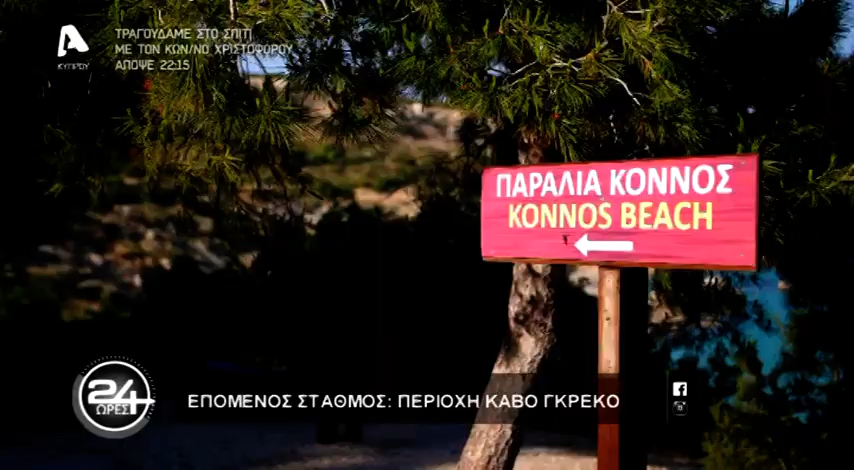 ΤΡΑΓΟΥΔΑΜΕ ΣΤΟ ΣΠΙΤΙ
ΜΕ ΤΟΝ ΚΩΝ/ΝΟ ΧΡΙΣΤΟΦΟΡΟΥ
ΑΠΟΨΕ 22:15
ΚΥΠΡΟΥ
ΠΑΡΑΛΙΑ ΚΟΝΝΟΣ
KONNOS BEACH
24
ΩΡΕΣ
ΕΠΟΜΕΝΟΣ ΣΤΑΘΜΟΣ: ΠΕΡΙΟΧΗ ΚΑΒΟ ΓΚΡΕΚΟ